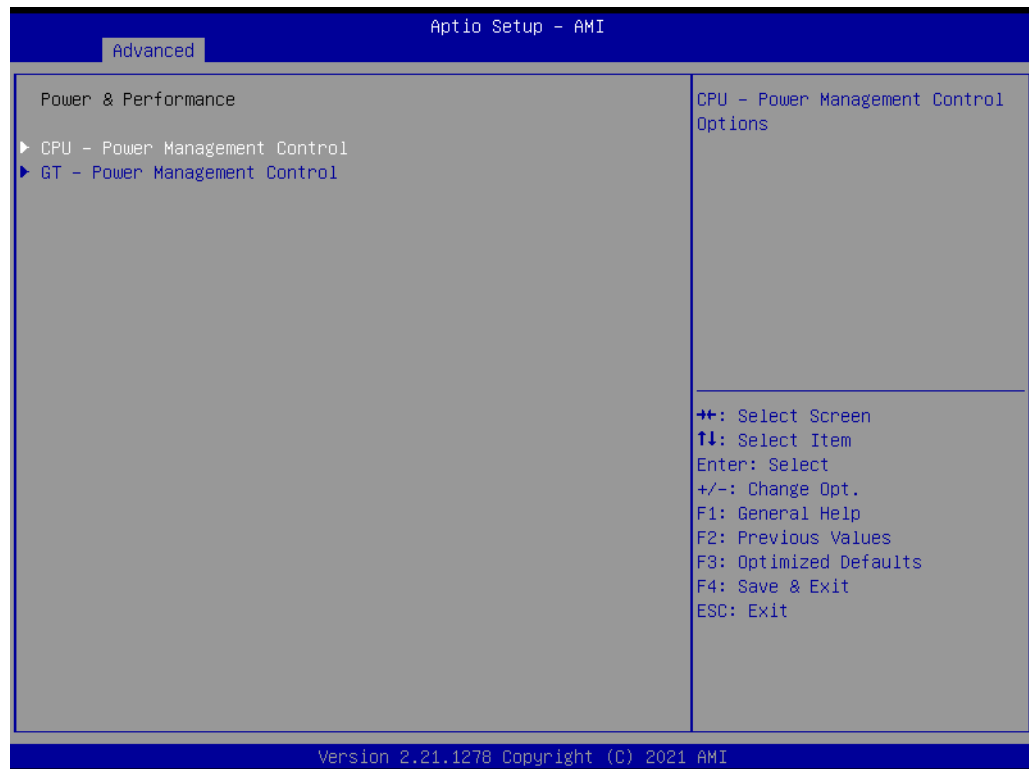 Aptio Setup – AMI
Advanced
Power & Performance
CPU – Power Management Control
GT – Power Management Control
CPU – Power Management Control
Options
→←: Select Screen
↑↓: Select Item
Enter: Select
+/-: Change Opt.
F1: General Help
F2: Previous Values
F3: Optimized Defaults
F4: Save & Exit
ESC: Exit
Version 2.21.1278 Copyright (C) 2021 AMI